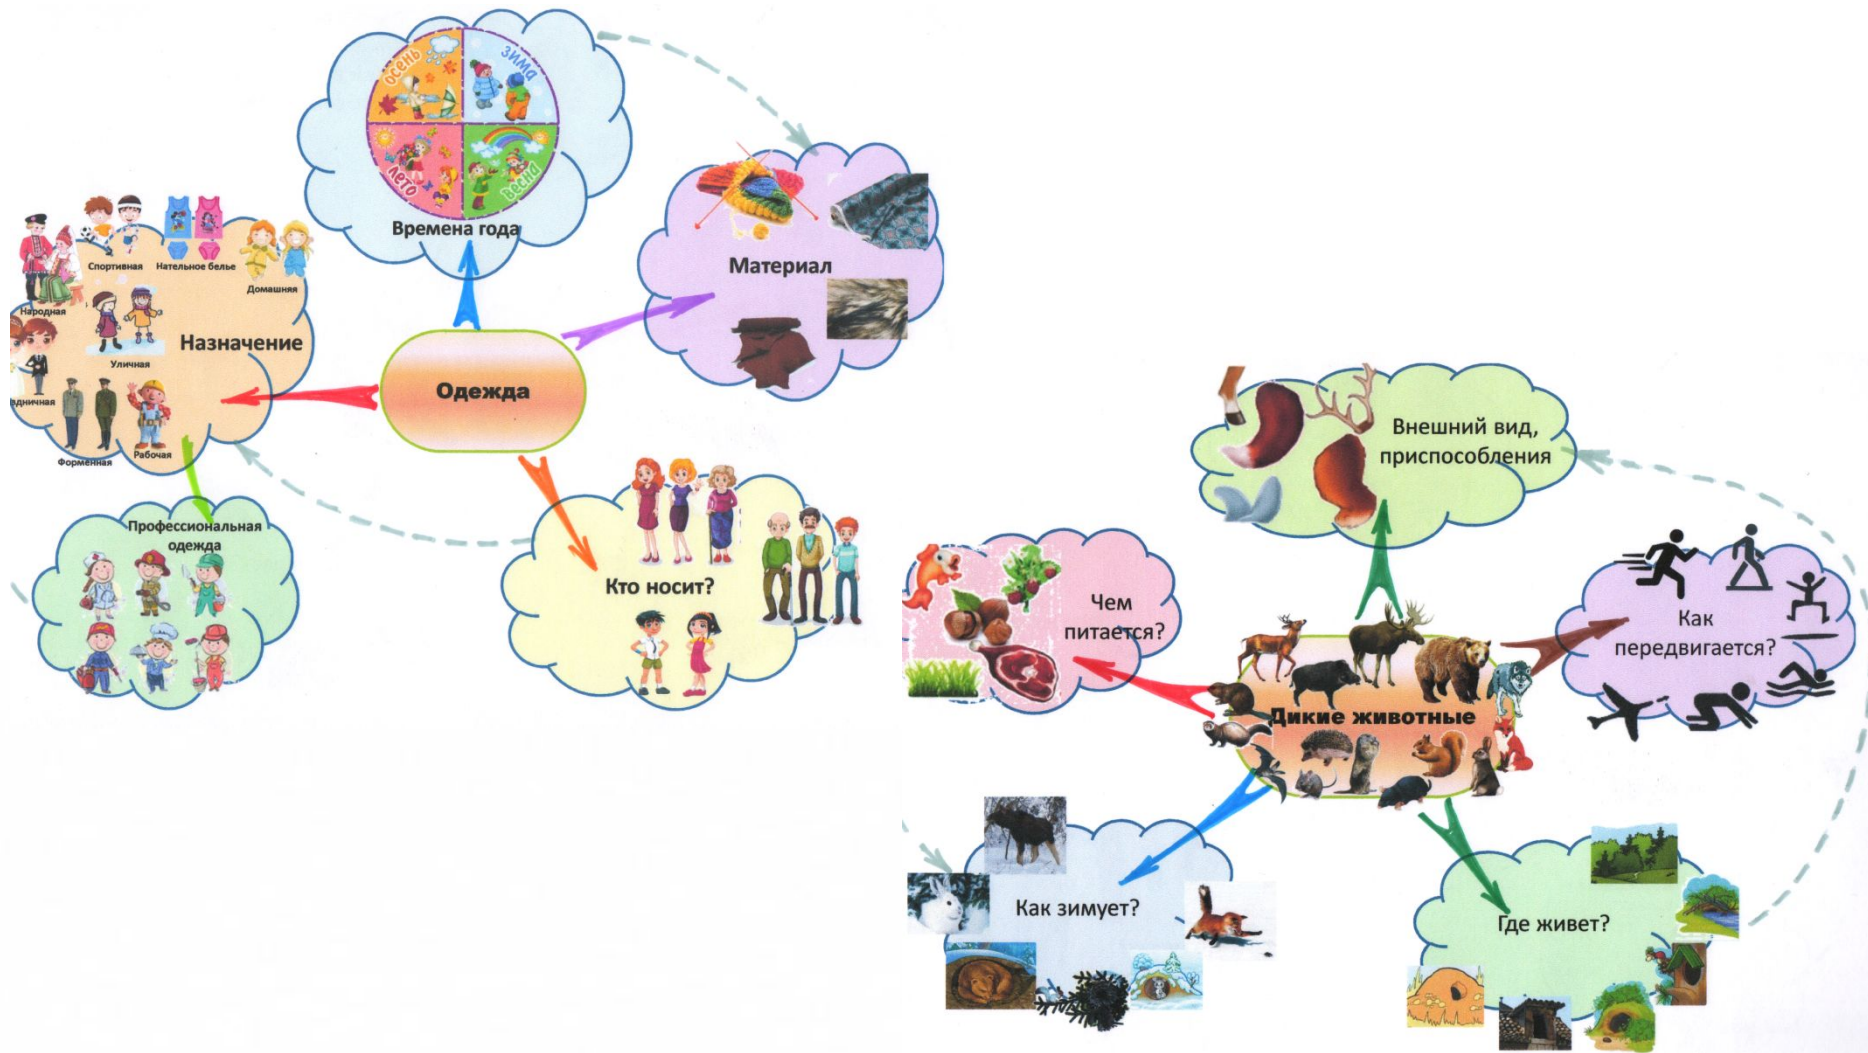 осень
зима
лето
весна
Времена года
Материал
Спортивная
Нательное белье
Домашняя
Народная
Уличная
Назначение
здничная
Форменная
Рабочая
Одежда
Профессиональная
одежда
Кто носит?
Внешний вид,
приспособления
Чем
питается?
Как
передвигается?
Дикие животные
Как зимует?
Где живет?